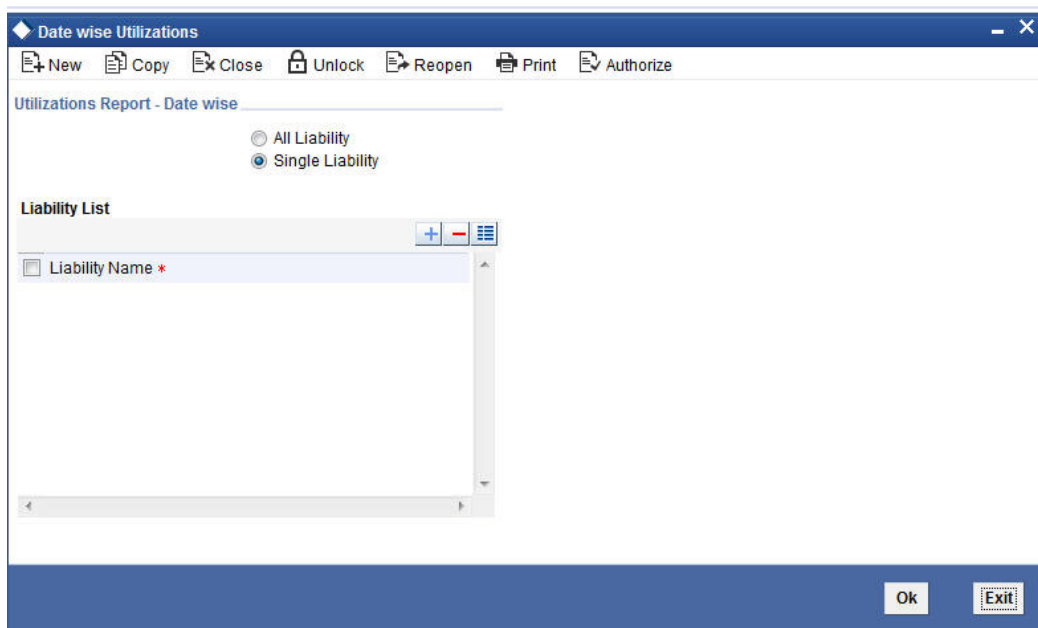 Date wise Utilizations
New Copy Close Unlock Reopen Print Authorize
Utilizations Report - Date wise
All Liability
Single Liability
Liability List
Liability Name *
Ok Exit